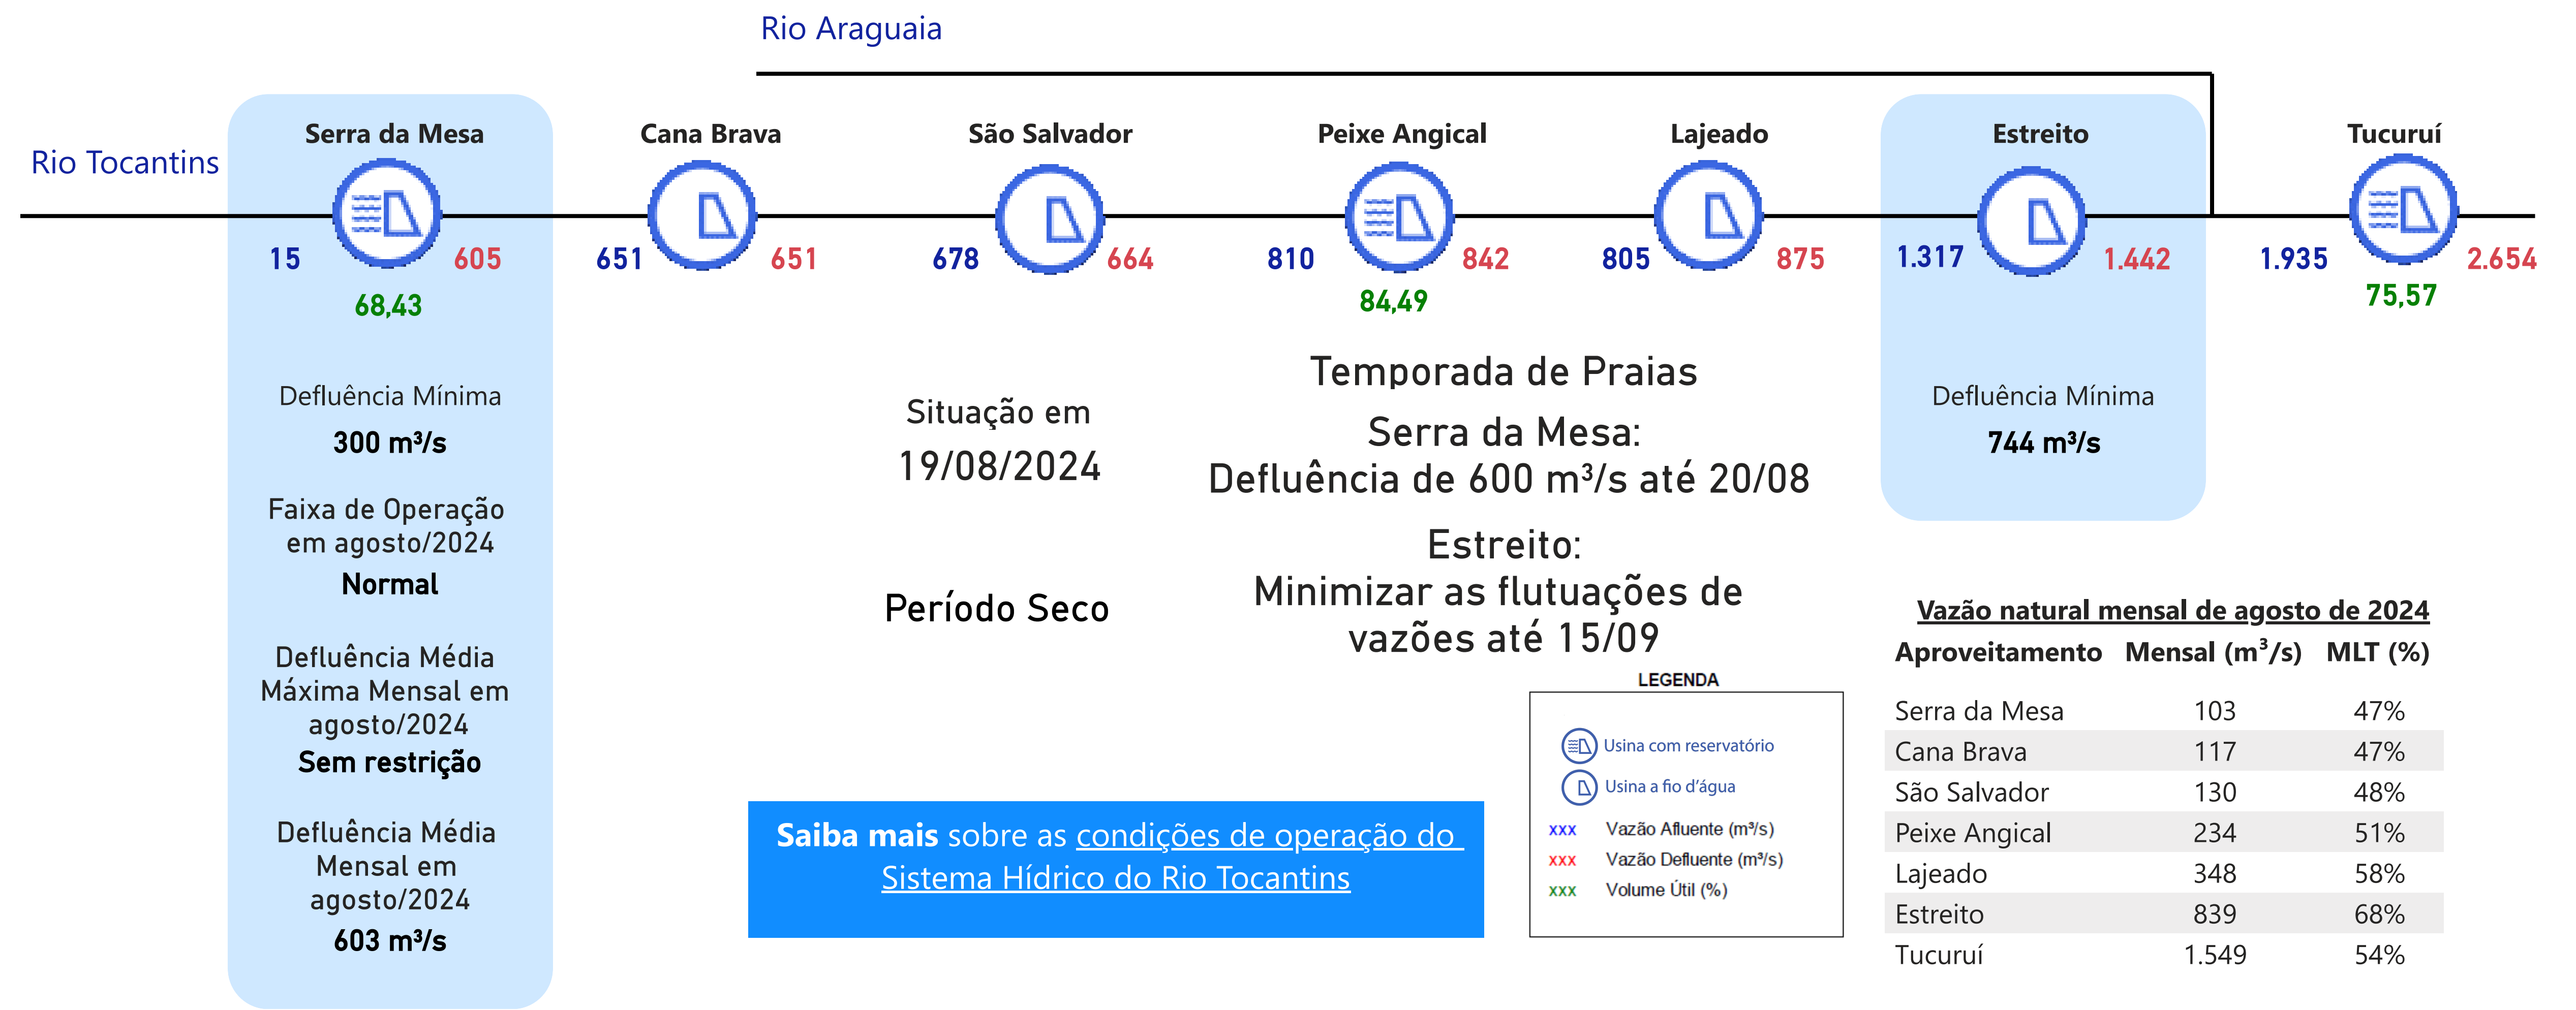 Rio Araguaia
Rio Tocantins
Serra da Mesa
Cana Brava
São Salvador
Peixe Angical
Lajeado
Estreito
Tucuruí
15
605
651
651
678
664
810
842
805
875
1.317
1.442
1.935
2.654
68,43
84,49
75,57
Defluência Mínima
300 m³/s
Faixa de Operação
em agosto/2024
Normal
Defluência Média
Máxima Mensal em
agosto/2024
Sem restrição
Defluência Média
Mensal em
agosto/2024
603 m³/s
Situação em
19/08/2024
Período Seco
Temporada de Praias
Serra da Mesa:
Defluência de 600 m³/s até 20/08
Estreito:
Minimizar as flutuações de
vazões até 15/09
Defluência Mínima
744 m³/s
Saiba mais sobre as condições de operação do
Sistema Hídrico do Rio Tocantins
LEGENDA
Usina com reservatório
Usina a fio d'água
xxx Vazão Afluente (m³/s)
xxx Vazão Defluente (m³/s)
xxx Volume Útil (%)
Vazão natural mensal de agosto de 2024
Aproveitamento Mensal (m³/s) MLT (%)
Serra da Mesa 103 47%
Cana Brava 117 47%
São Salvador 130 48%
Peixe Angical 234 51%
Lajeado 348 58%
Estreito 839 68%
Tucuruí 1.549 54%